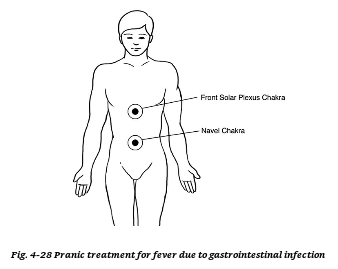 Front Solar Plexus Chakra
Navel Chakra
Fig. 4-28 Pranic treatment for fever due to gastrointestinal infection